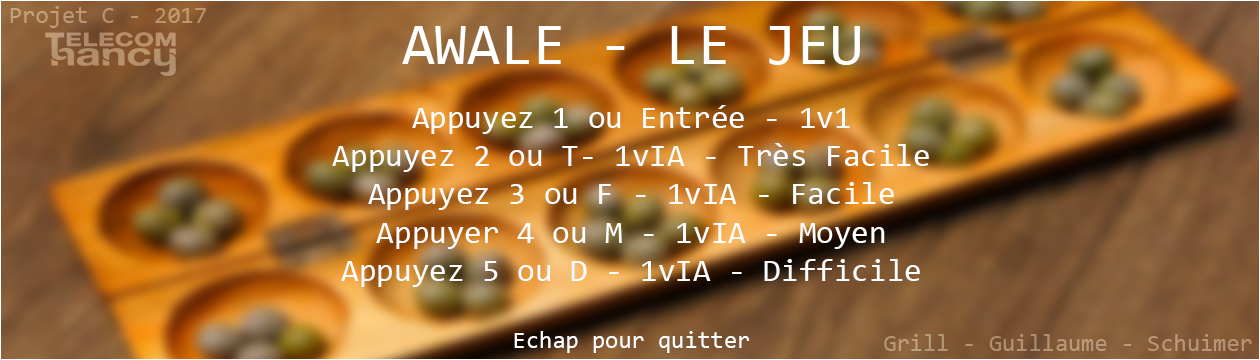 Projet C - 2017
TELECOM
nancy
AWALE - LE JEU
Appuyez 1 ou Entrée - 1v1
Appuyez 2 ou T- 1vIA - Très Facile
Appuyez 3 ou F - 1vIA - Facile
Appuyer 4 ou M - 1vIA - Moyen
Appuyez 5 ou D - 1vIA - Difficile
Echap pour quitter
Grill - Guillaume - Schuimer